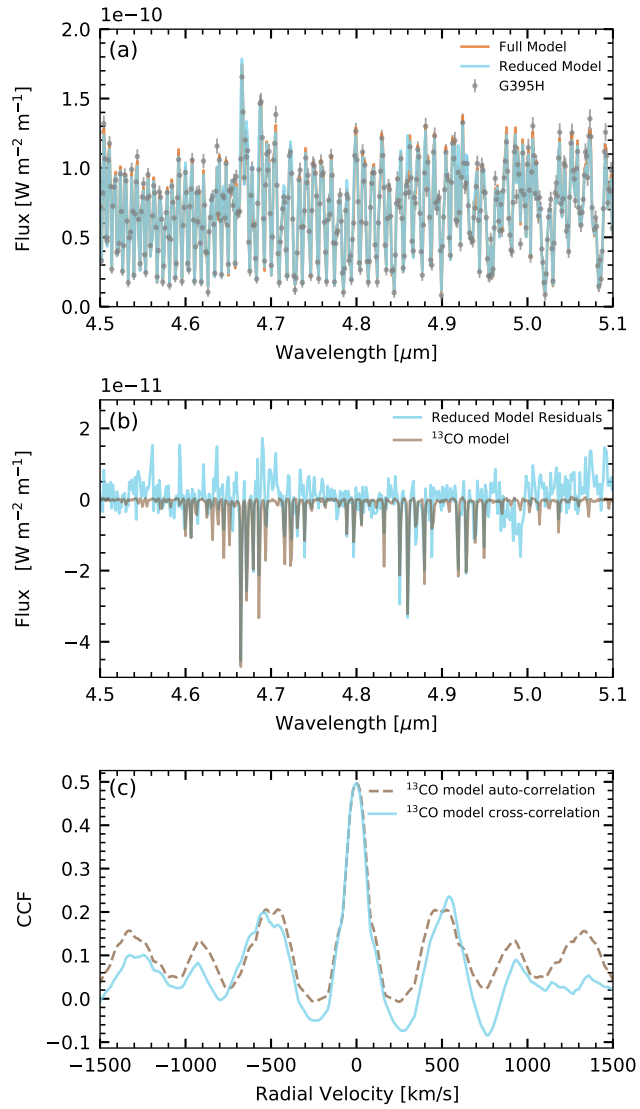 1e−10
(a)
Full Model
Reduced Model
G395H
2.0
1.5
1.0
0.5
0.0
Flux [W m⁻² m⁻¹]
4.5 4.6 4.7 4.8 4.9 5.0 5.1
Wavelength [μm]
1e−11
(b)
Reduced Model Residuals
¹³CO model
2
0
−2
−4
Flux [W m⁻² m⁻¹]
4.5 4.6 4.7 4.8 4.9 5.0 5.1
Wavelength [μm]
(c)
¹³CO model auto-correlation
¹³CO model cross-correlation
0.5
0.4
0.3
0.2
0.1
0.0
−0.1
CCF
−1500 −1000 −500 0 500 1000 1500
Radial Velocity [km/s]